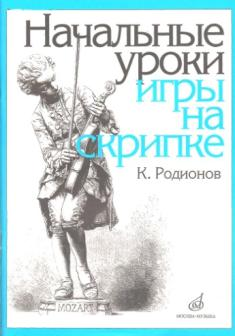 Начальные
уроки
игры
на
скрипке
К. Родионов
MOZART
МОСКВА•МУЗЫКА